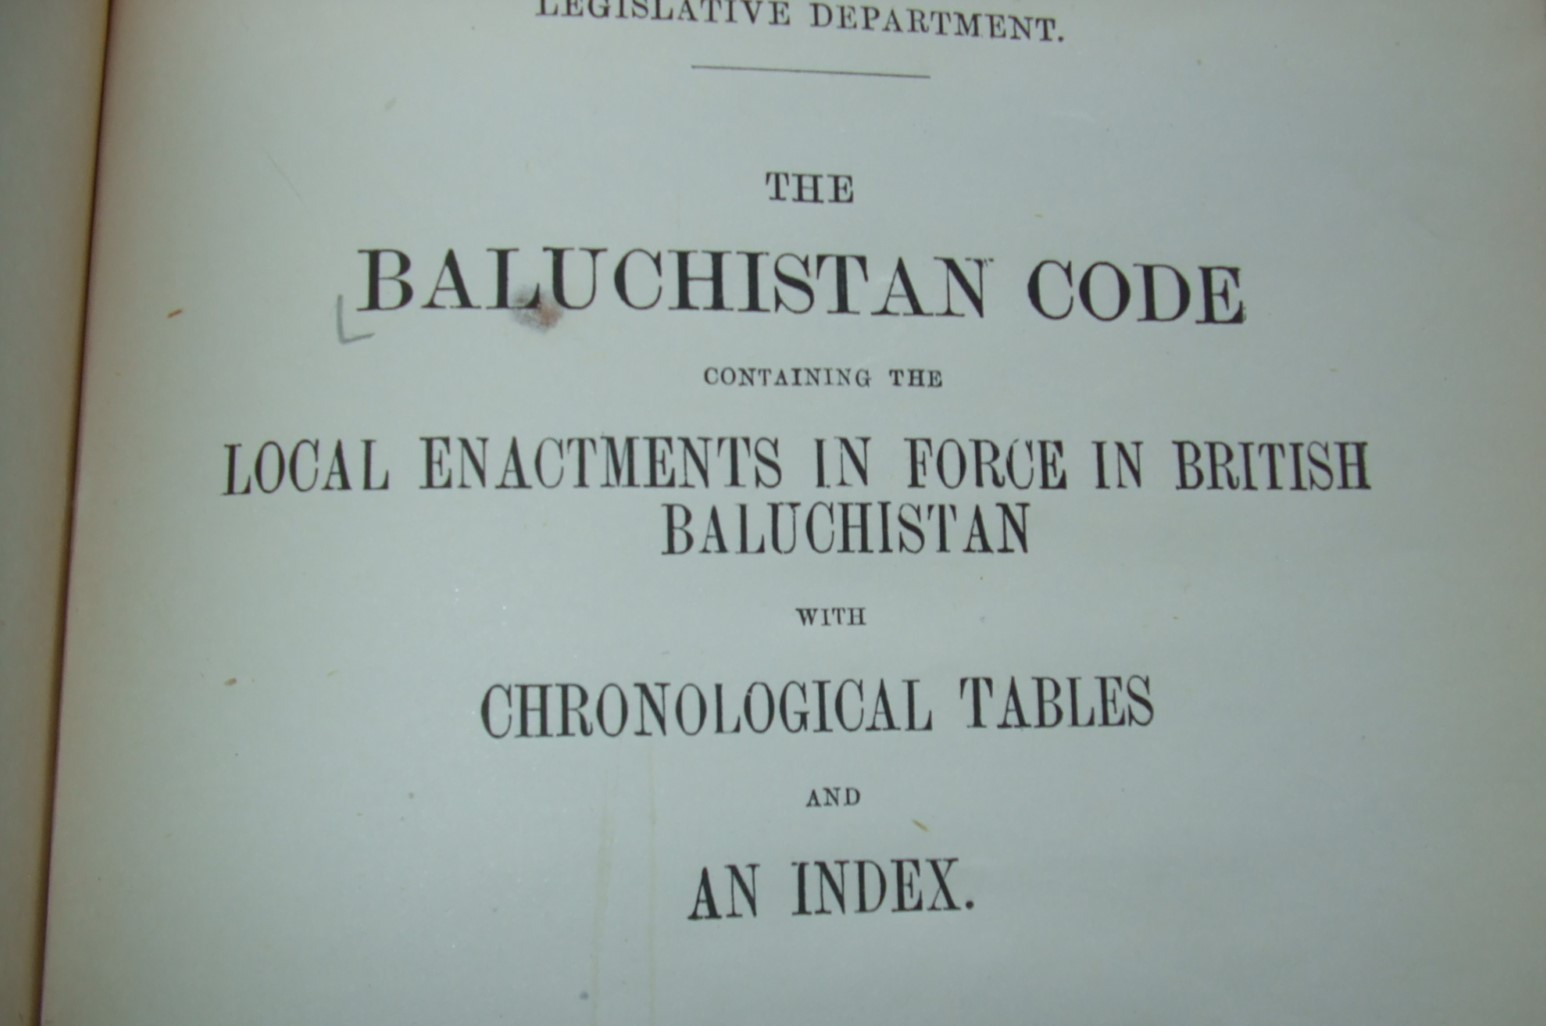 LEGISLATIVE DEPARTMENT.
THE
BALUCHISTAN CODE
CONTAINING THE
LOCAL ENACTMENTS IN FORCE IN BRITISH
BALUCHISTAN
WITH
CHRONOLOGICAL TABLES
AND
AN INDEX.